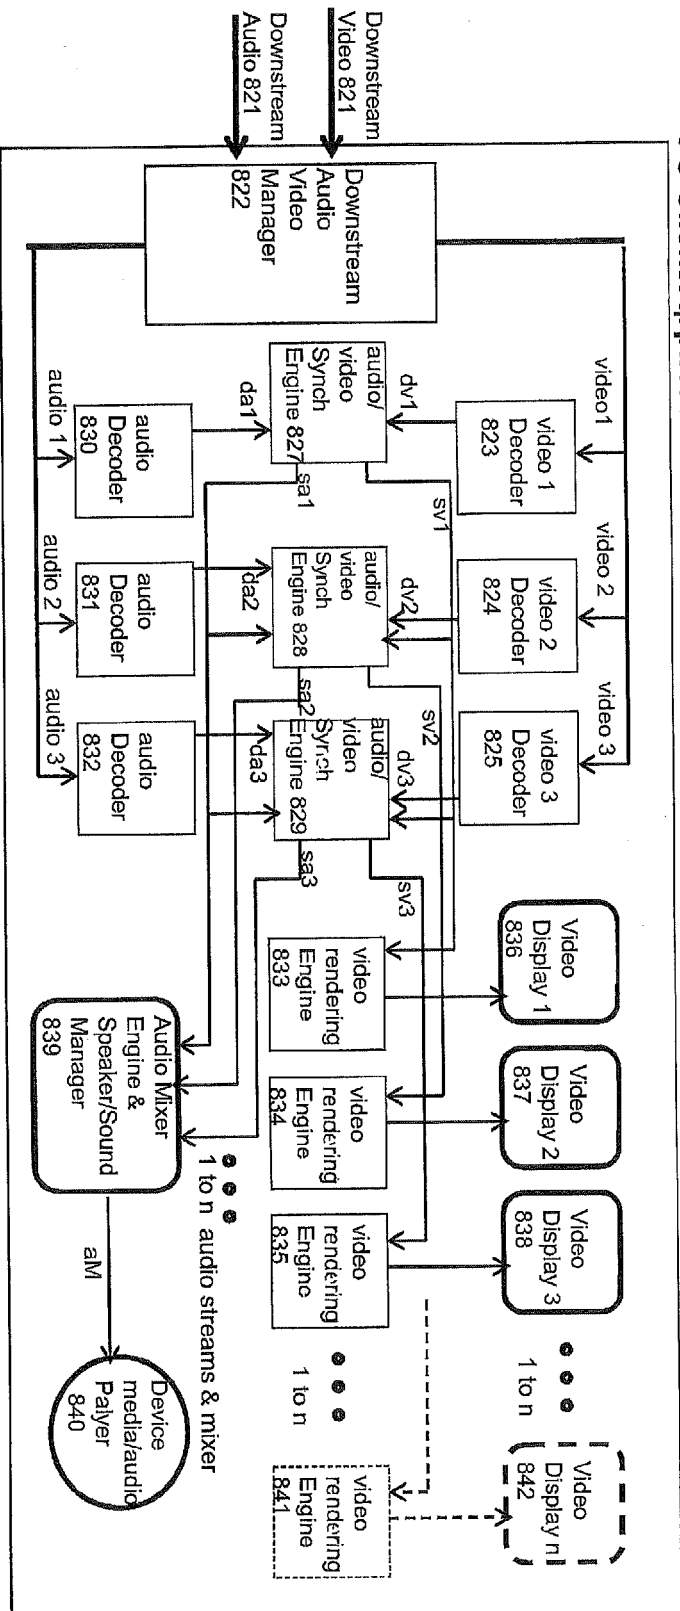 Downstream
Video 821
Downstream
Audio 821
Downstream
Audio
Video
Manager
822
video1
video 2
video 3
video 1
Decoder
823
video 2
Decoder
824
video 3
Decoder
825
dv1
dv2
dv3
sv1
sv2
sv3
audio/
video
Synch
Engine 827
audio/
video
Synch
Engine 828
audio/
video
Synch
Engine 829
da1
da2
da3
sa1
sa2
sa3
audio
Decoder
830
audio
Decoder
831
audio
Decoder
832
audio 1
audio 2
audio 3
Video
Display 1
836
Video
Display 2
837
Video
Display 3
838
1 to n
Video
Display n
842
video
rendering
Engine
833
video
rendering
Engine
834
video
rendering
Engine
835
1 to n
video
rendering
Engine
841
1 to n audio streams & mixer
Audio Mixer
Engine &
Speaker/Sound
Manager
839
aM
Device
media/audio
Palyer
840